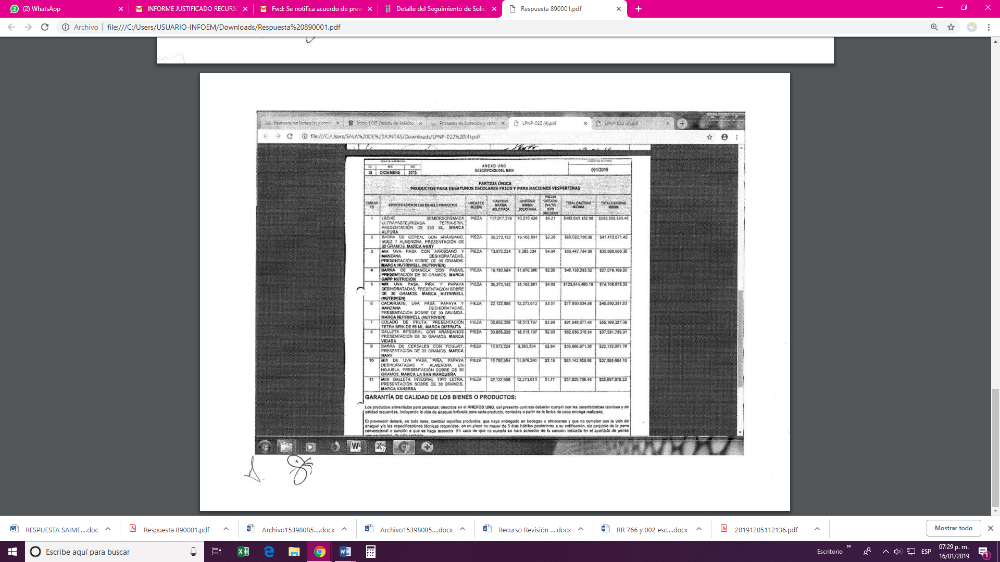 (2) WhatsApp
INFORME JUSTIFICADO RECURSO
Fwd: Se notifica acuerdo de prev
Detalle del Seguimiento de Solici
Respuesta 890001.pdf
Archivo
file:///C:/Users/USUARIO-INFOEM/Downloads/Respuesta%20890001.pdf
Procesos de licitación y cont
Inicio | DIF Estado de México
Procesos de licitación y cont
LPNP-022 (4).pdf
LPNP-022 (3).pdf
file:///C:/Users/SALA%20DE%20JUNTAS/Downloads/LPNP-022%20(4).pdf
DIA MES AÑO
18 DICIEMBRE 2015
ANEXO UNO
DESCRIPCIÓN DEL BIEN
091/2015
PARTIDA ÚNICA
PRODUCTOS PARA DESAYUNOS ESCOLARES FRÍOS Y PARA RACIONES VESPERTINAS
CONCEPTO ESPECIFICACIÓN DE LOS BIENES O PRODUCTOS UNIDAD DE MEDIDA CANTIDAD MÁXIMA SOLICITADA CANTIDAD MÍNIMA SOLICITADA PRECIO UNITARIO (IVA Y/O IEPS INCLUIDO) TOTAL CANTIDAD MÁXIMA TOTAL CANTIDAD MÍNIMA
1 LECHE SEMIDESCREMADA PIEZA 117,017,376 70,210,426 $4.21 $492,643,152.96
ULTRAPASTEURIZADA TETRA-BRIK,
PRESENTACIÓN DE 250 ML. MARCA
ALPURA
2 BARRA DE CEREAL CON ARÁNDANO, PIEZA 30,273,152 18,163,891 $2.28 $41,413,671.48
NUEZ Y ALMENDRA, PRESENTACIÓN DE
30 GRAMOS. MARCA NANY
3 MIX UVA PASA CON ARÁNDANO Y PIEZA 13,972,224 8,383,334 $4.04 $56,447,784.96 $33,868,669.36
MANZANA DESHIDRATADAS,
PRESENTACIÓN SOBRE DE 30 GRAMOS.
MARCA NUTRIWELL (NUTRIVIEN)
4 BARRA DE GRANOLA CON PASAS, PIEZA 19,793,984 11,876,390 $2.28 $45,130,283.52 $27,078,169.20
PRESENTACIÓN DE 30 GRAMOS. MARCA
GAPP NUTRICIÓN
5 MIX UVA PASA, PIÑA Y PAPAYA PIEZA 30,273,152 18,163,891 $4.08 $123,514,460.16 $74,108,675.28
DESHIDRATADAS, PRESENTACIÓN SOBRE
DE 30 GRAMOS. MARCA NUTRIWELL
(NUTRIVIEN)
6 CACAHUATE, UVA PASA, PAPAYA Y PIEZA 22,122,688 13,273,613 $3.51 $77,650,634.88 $46,590,381.63
MANZANA DESHIDRATADAS,
PRESENTACIÓN SOBRE DE 30 GRAMOS.
MARCA NUTRIWELL (NUTRIVIEN)
7 COLADO DE FRUTA, PRESENTACIÓN PIEZA 30,855,328 18,513,197 $2.98 $91,948,877.44 $55,169,327.06
TETRA BRIK DE 65 ML. MARCA DIFFRUTA
8 GALLETA INTEGRAL CON ARÁNDANOS PIEZA 30,855,328 18,513,197 $2.03 $62,636,315.84 $37,581,789.91
PRESENTACIÓN DE 30 GRAMOS. MARCA
VIDASA
9 BARRA DE CEREALES CON YOGURT, PIEZA 13,972,224 8,383,334 $2.64 $36,886,671.36 $22,132,001.76
PRESENTACIÓN DE 30 GRAMOS. MARCA
NANY
10 MIX DE UVA PASA, PIÑA, PAPAYA PIEZA 19,793,984 11,876,390 $3.19 $63,142,808.96 $37,885,684.10
DESHIDRATADAS Y ALMENDRA EN
HOJUELA, PRESENTACIÓN SOBRE DE 30
GRAMOS. MARCA LA SAN MARQUEÑA
11 MINI GALLETA INTEGRAL TIPO LETRA, PIEZA 22,122,688 13,273,613 $1.71 $37,829,796.48 $22,697,878.23
PRESENTACIÓN SOBRE DE 30 GRAMOS.
MARCA VANESSA
GARANTÍA DE CALIDAD DE LOS BIENES O PRODUCTOS:
Los productos alimenticios para personas; descritos en el ANEXOS UNO, del presente contrato deberán cumplir con las características técnicas y de
calidad requeridas, incluyendo la vida de anaquel indicada para cada producto, contados a partir de la fecha de cada entrega realizada.
El proveedor deberá, en todo caso, cambiar aquellos productos, que haya entregado en bodegas o almacenes y que no cumplan con la vida de
anaquel y/o las especificaciones técnicas requeridas, en un plazo no mayor de 5 días hábiles posteriores a su notificación, sin perjuicio de la pena
convencional o sanción a que se haga acreedor. En caso de que no cumpla se hará acreedor de la sanción indicada en el apartado de penas
RESPUESTA SAIME....doc
Respuesta 890001.pdf
Archivo15398085....docx
Archivo15398085....docx
Recurso Revisión ....docx
RR 766 y 002 esc....docx
20191205112136.pdf
Mostrar todo
Escribe aquí para buscar
Escritorio
ESP
07:29 p. m.
16/01/2019
1